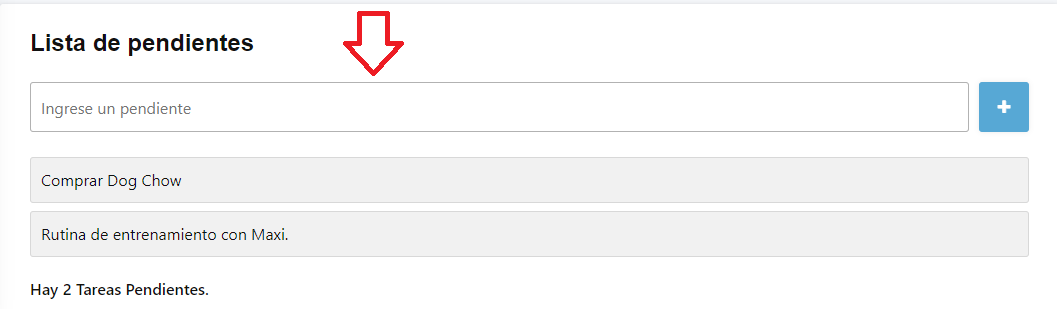 Lista de pendientes
Ingrese un pendiente
+
Comprar Dog Chow
Rutina de entrenamiento con Maxi.
Hay 2 Tareas Pendientes.